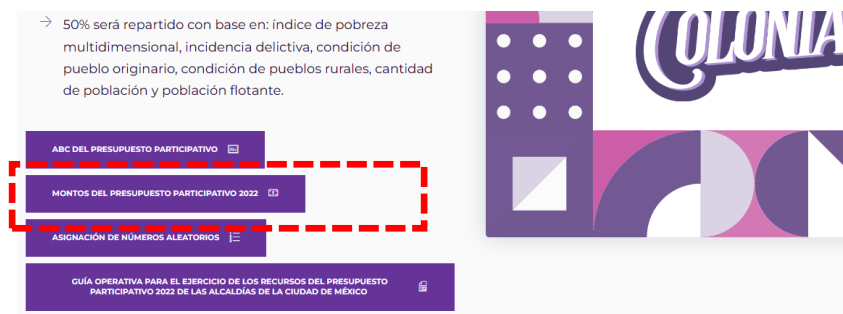 → 50% será repartido con base en: índice de pobreza
multidimensional, incidencia delictiva, condición de
pueblo originario, condición de pueblos rurales, cantidad
de población y población flotante.
COLONIA
ABC DEL PRESUPUESTO PARTICIPATIVO
MONTOS DEL PRESUPUESTO PARTICIPATIVO 2022
ASIGNACIÓN DE NÚMEROS ALEATORIOS
GUÍA OPERATIVA PARA EL EJERCICIO DE LOS RECURSOS DEL PRESUPUESTO
PARTICIPATIVO 2022 DE LAS ALCALDÍAS DE LA CIUDAD DE MÉXICO